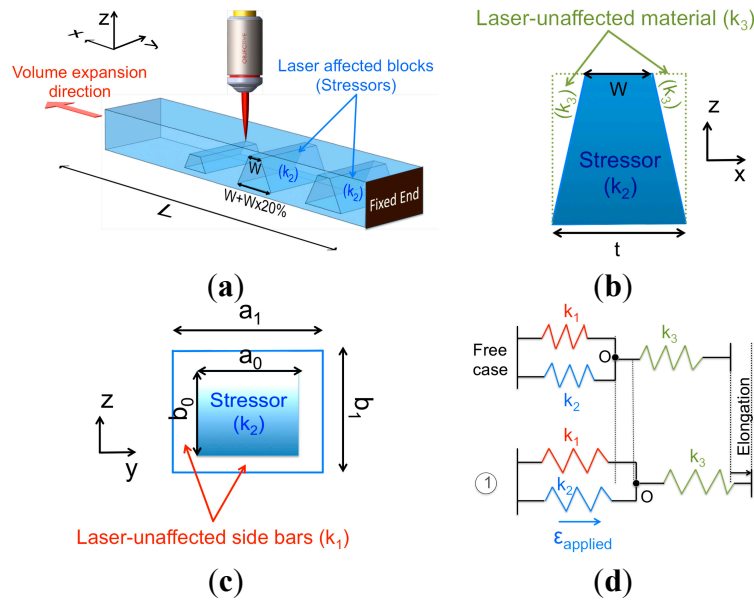 z
x
y
Volume expansion
direction
OBJECTIVE
Laser affected blocks
(Stressors)
W
(k2)
(k2)
W+Wx20%
L
Fixed End
(a)
Laser-unaffected material (k3)
(k3)
W
(k3)
Stressor
(k2)
t
z
x
(b)
a1
a0
z
y
b0
Stressor
(k2)
b1
Laser-unaffected side bars (k1)
(c)
k1
Free
case
O
k3
k2
Elongation
k1
1
k2
O
k3
εapplied
(d)